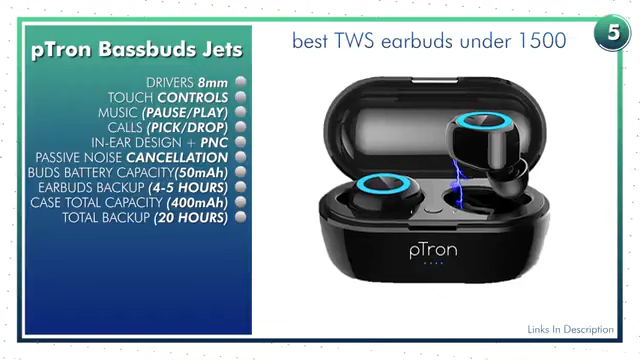 pTron Bassbuds Jets
best TWS earbuds under 1500
5
DRIVERS 8mm
TOUCH CONTROLS
MUSIC (PAUSE/PLAY)
CALLS (PICK/DROP)
IN-EAR DESIGN + PNC
PASSIVE NOISE CANCELLATION
BUDS BATTERY CAPACITY(50mAh)
EARBUDS BACKUP (4-5 HOURS)
CASE TOTAL CAPACITY (400mAh)
TOTAL BACKUP (20 HOURS)
pTron
Links In Description